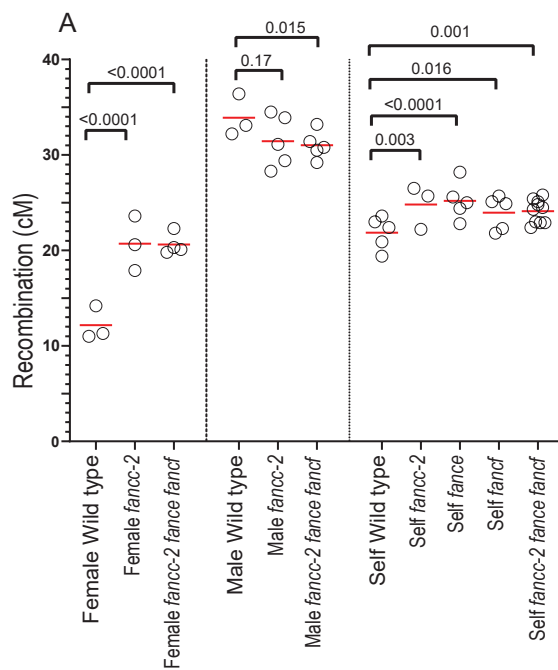 A
0.015
0.001
<0.0001
0.17
0.016
<0.0001
<0.0001
0.003
Recombination (cM)
40
30
20
10
0
Female Wild type
Female fancc-2
Female fancc-2 fance fancf
Male Wild type
Male fancc-2
Male fancc-2 fance fancf
Self Wild type
Self fancc-2
Self fance
Self fancf
Self fancc-2 fance fancf